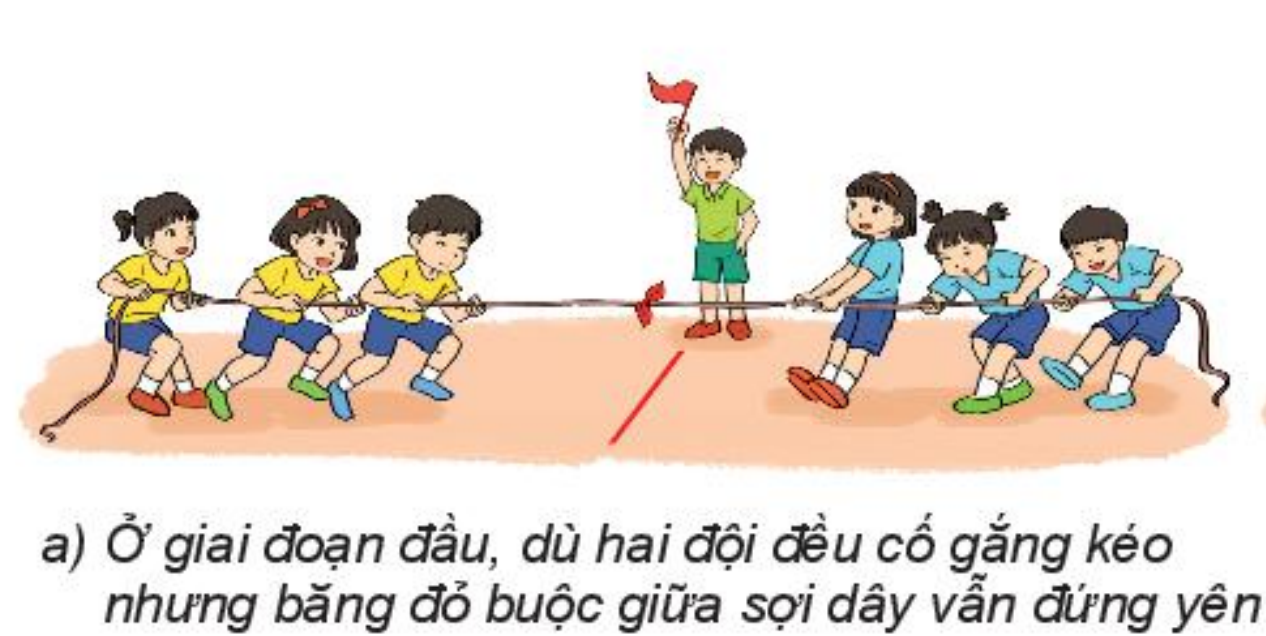 a) Ở giai đoạn đầu, dù hai đội đều cố gắng kéo
nhưng băng đỏ buộc giữa sợi dây vẫn đứng yên